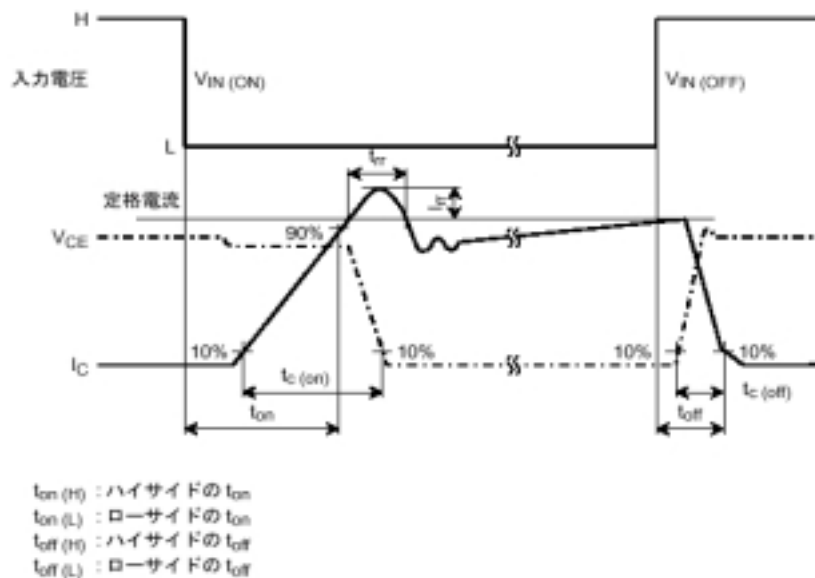 H
入力電圧
VIN (ON)
VIN (OFF)
L
trr
定格電流
Irr
90%
VCE
10%
10%
10%
10%
IC
tc (on)
tc (off)
ton
toff
ton (H) : ハイサイドの ton
ton (L) : ローサイドの ton
toff (H) : ハイサイドの toff
toff (L) : ローサイドの toff